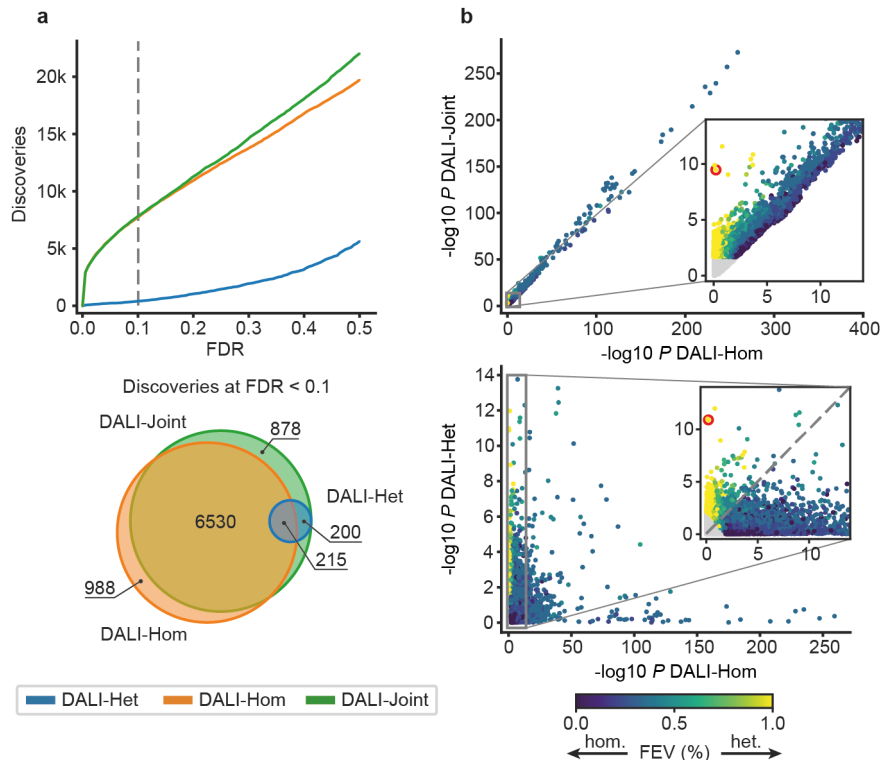 a
Discoveries
20k
15k
10k
5k
0
0.0 0.1 0.2 0.3 0.4 0.5
FDR
Discoveries at FDR < 0.1
DALI-Joint
878
DALI-Het
6530
200
215
988
DALI-Hom
DALI-Het DALI-Hom DALI-Joint
b
-log10 P DALI-Joint
250
200
150
100
50
0
0 100 200 300 400
-log10 P DALI-Hom
10
5
0
0 5 10
-log10 P DALI-Het
14
12
10
8
6
4
2
0
0 50 100 150 200 250
-log10 P DALI-Hom
10
5
0
0 5 10
0.0 0.5 1.0
hom. FEV (%) het.